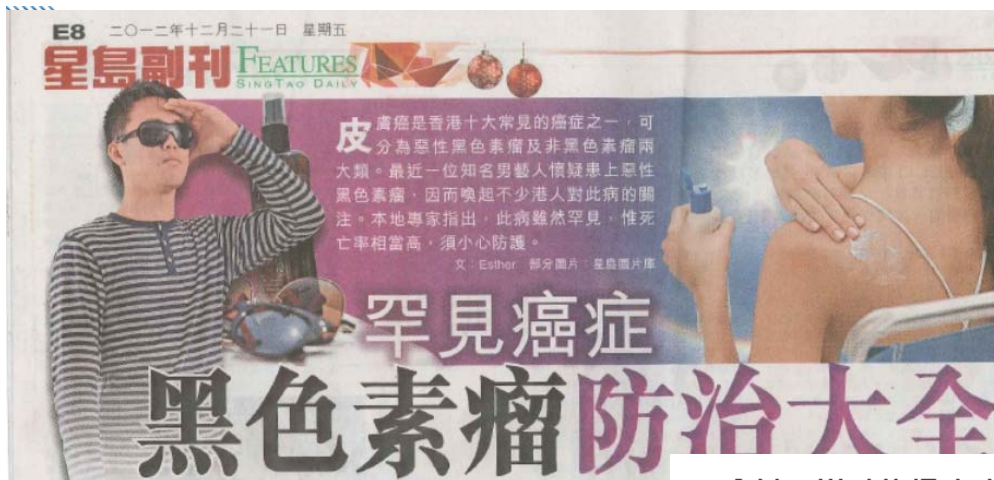 E8 二○一二年十二月二十一日 星期五
星島副刊 FEATURES
SINGTAO DAILY
皮膚癌是香港十大常見的癌症之一，可
分為惡性黑色素瘤及非黑色素瘤兩
大類。最近一位知名男藝人懷疑患上惡性
黑色素瘤，因而喚起不少港人對此病的關
注。本地專家指出，此病雖然罕見，惟死
亡率相當高，須小心防護。
文：Esther 部分圖片：星島圖片庫
罕見癌症
黑色素瘤防治大全